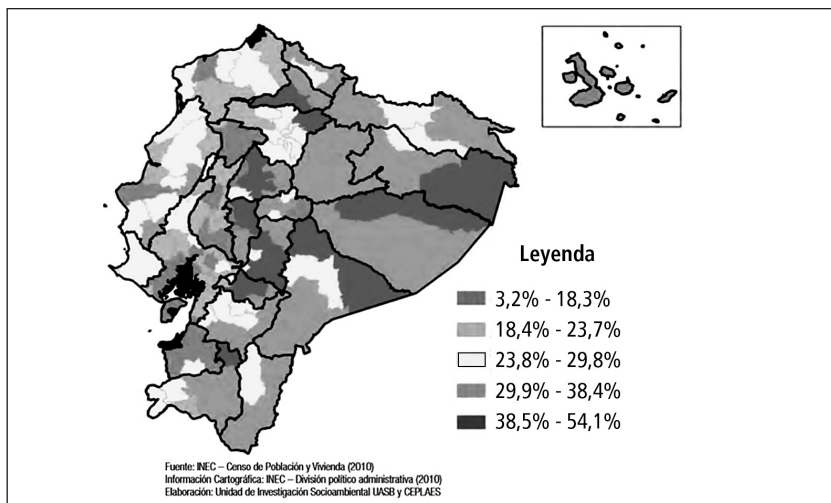 Leyenda
3,2% - 18,3%
18,4% - 23,7%
23,8% - 29,8%
29,9% - 38,4%
38,5% - 54,1%
Fuente: INEC – Censo de Población y Vivienda (2010)
Información Cartográfica: INEC – División político administrativa (2010)
Elaboración: Unidad de Investigación Socioambiental UASB y CEPLAES